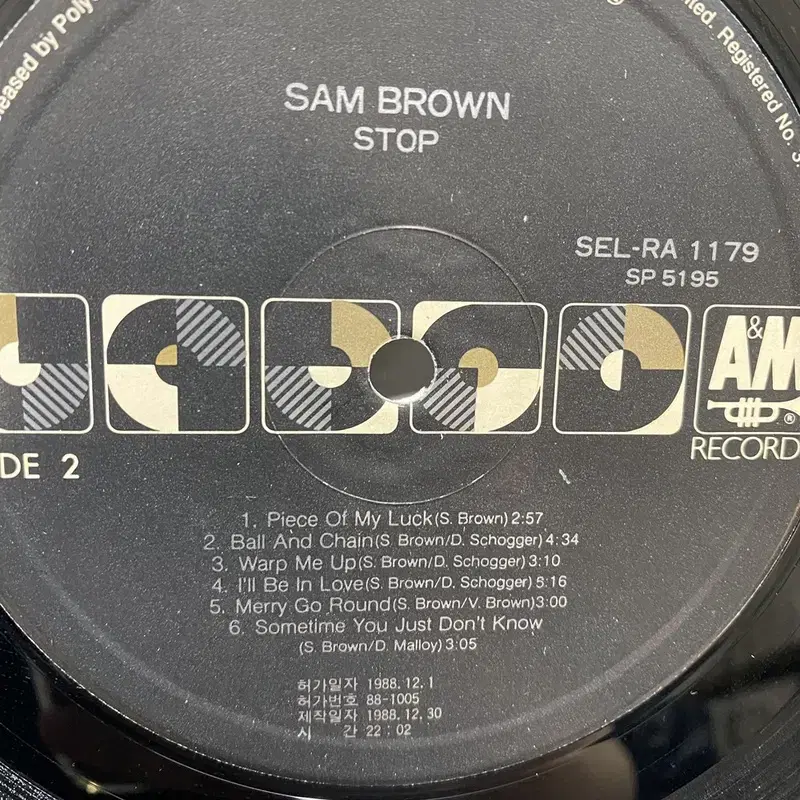 eased by Poly
ted. Registered No. 3
SAM BROWN
STOP
SEL-RA 1179
SP 5195
&
A&M
®
RECORD
DE 2
1. Piece Of My Luck(S. Brown)2:57
2. Ball And Chain(S. Brown/D. Schogger)4:34
3. Warp Me Up(S. Brown/D. Schogger)3:10
4. I'll Be In Love(S. Brown/D. Schogger) 5:16
5. Merry Go Round(S. Brown/V. Brown)3:00
6. Sometime You Just Don't Know
(S. Brown/D. Malloy)3:05
허가일자 1988.12.1
허가번호 88-1005
제작일자 1988.12.30
시 간 22:02